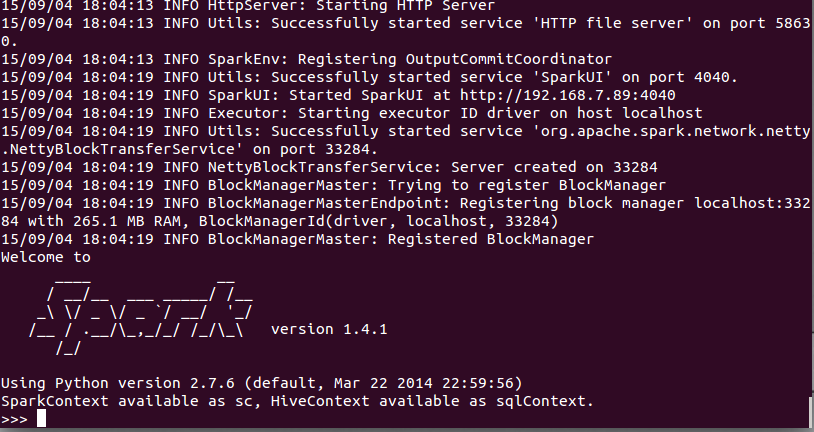 15/09/04 18:04:13 INFO HttpServer: Starting HTTP Server
15/09/04 18:04:13 INFO Utils: Successfully started service 'HTTP file server' on port 5863
0.
15/09/04 18:04:13 INFO SparkEnv: Registering OutputCommitCoordinator
15/09/04 18:04:19 INFO Utils: Successfully started service 'SparkUI' on port 4040.
15/09/04 18:04:19 INFO SparkUI: Started SparkUI at http://192.168.7.89:4040
15/09/04 18:04:19 INFO Executor: Starting executor ID driver on host localhost
15/09/04 18:04:19 INFO Utils: Successfully started service 'org.apache.spark.network.netty
.NettyBlockTransferService' on port 33284.
15/09/04 18:04:19 INFO NettyBlockTransferService: Server created on 33284
15/09/04 18:04:19 INFO BlockManagerMaster: Trying to register BlockManager
15/09/04 18:04:19 INFO BlockManagerMasterEndpoint: Registering block manager localhost:332
84 with 265.1 MB RAM, BlockManagerId(driver, localhost, 33284)
15/09/04 18:04:19 INFO BlockManagerMaster: Registered BlockManager
Welcome to
      ____              __
     / __/__  ___ _____/ /__
    _\ \/ _ \/ _ `/ __/  '_/
   /__ / .__/\_,_/_/ /_/\_\   version 1.4.1
      /_/
Using Python version 2.7.6 (default, Mar 22 2014 22:59:56)
SparkContext available as sc, HiveContext available as sqlContext.
>>>